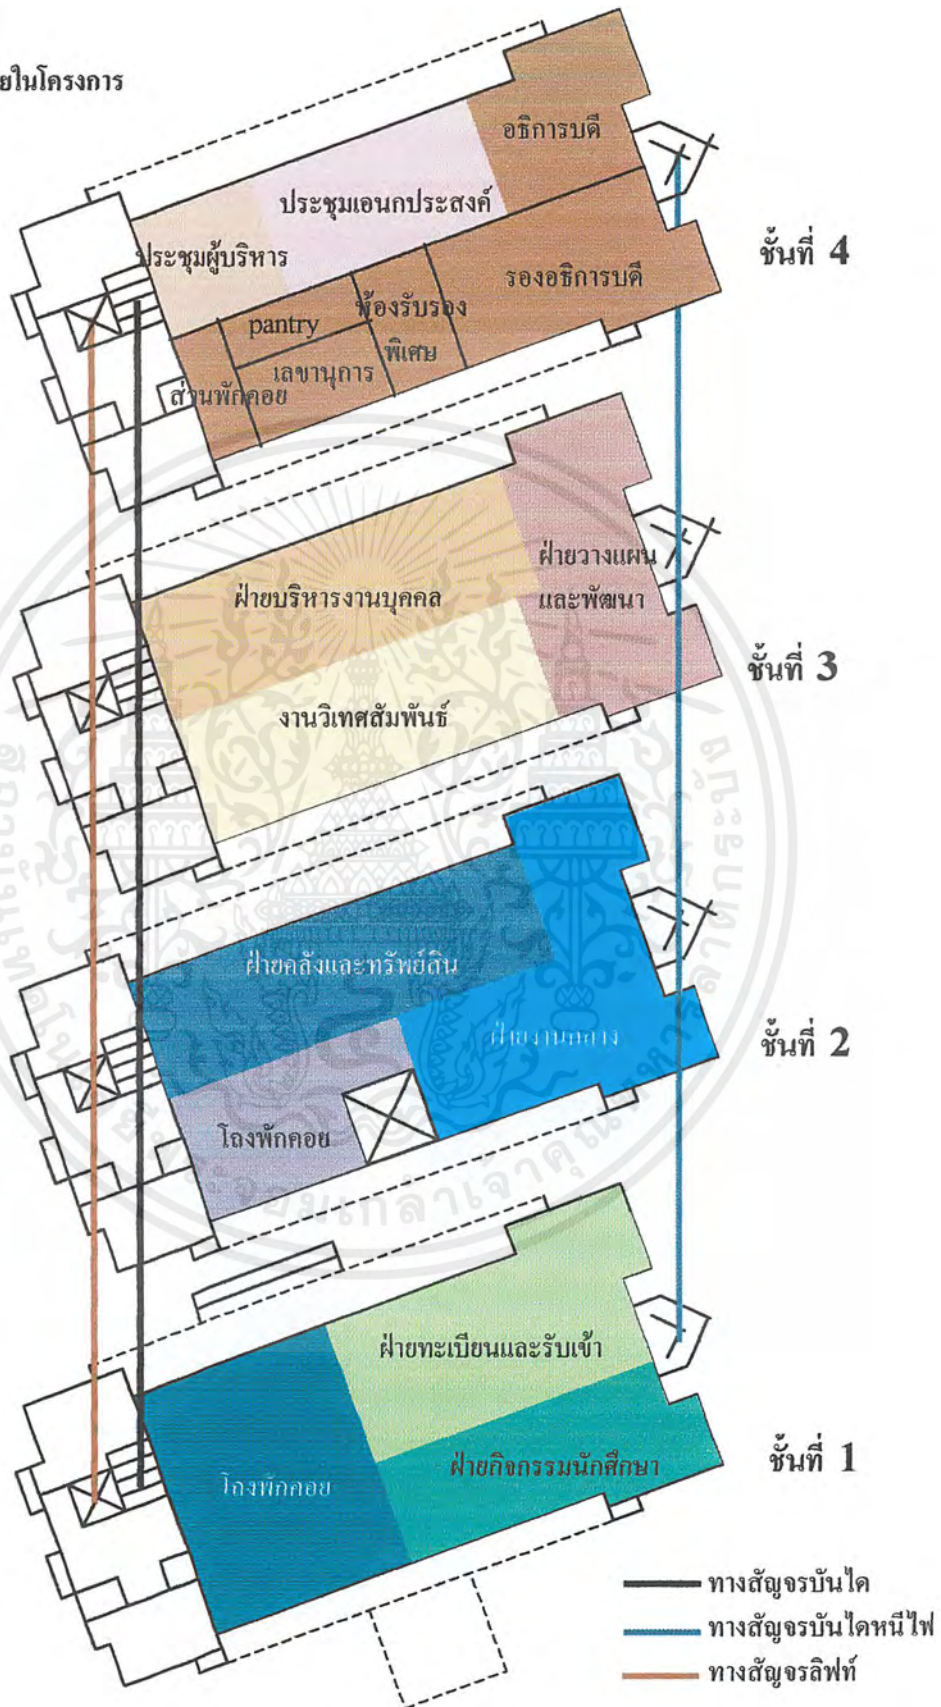 ยในโครงการ
อธิการบดี
ประชุมเอนกประสงค์
ประชุมผู้บริหาร
ชั้นที่ 4
รองอธิการบดี
ห้องรับรอง
พิเศษ
pantry
เลขานุการ
ส่วนพักคอย
ฝ่ายวางแผน
และพัฒนา
ฝ่ายบริหารงานบุคคล
ชั้นที่ 3
งานวิเทศสัมพันธ์
ฝ่ายคลังและทรัพย์สิน
ฝ่ายงานกลาง
ชั้นที่ 2
โถงพักคอย
ฝ่ายทะเบียนและรับเข้า
ฝ่ายกิจกรรมนักศึกษา
ชั้นที่ 1
โถงพักคอย
ทางสัญจรบันได
ทางสัญจรบันไดหนีไฟ
ทางสัญจรลิฟท์